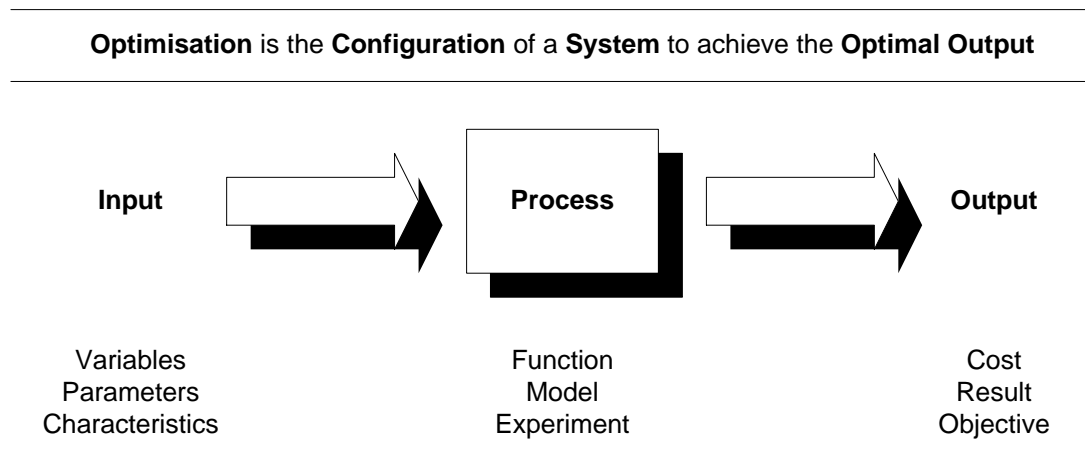 Optimisation is the Configuration of a System to achieve the Optimal Output
Input
Process
Output
Variables
Parameters
Characteristics
Function
Model
Experiment
Cost
Result
Objective